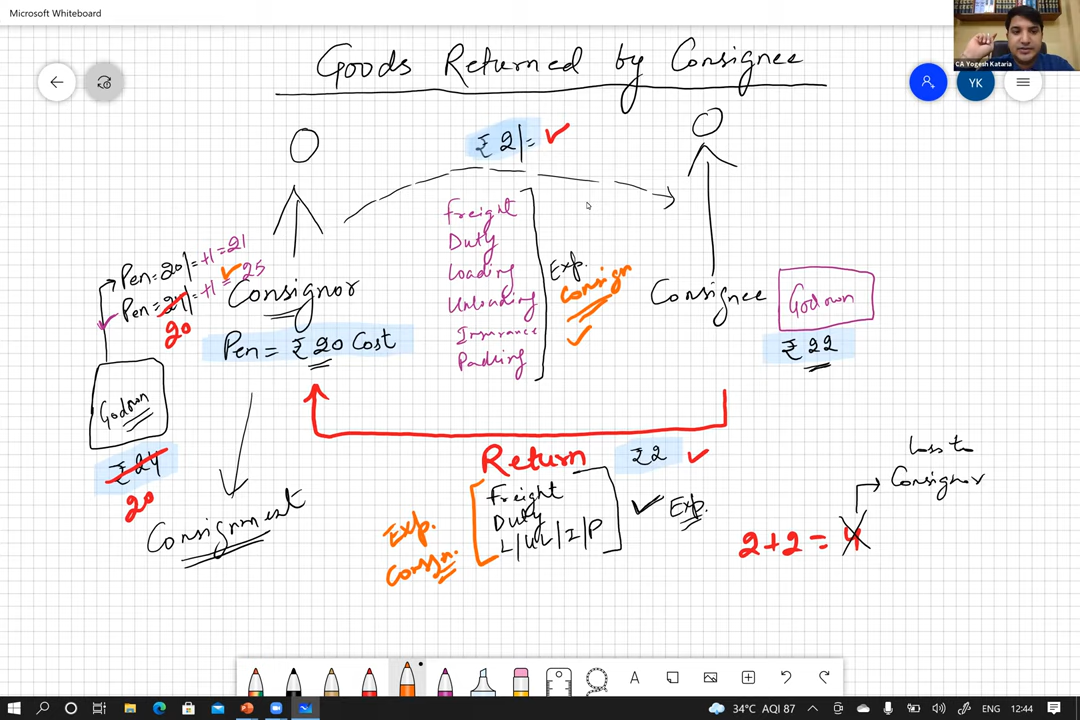 Microsoft Whiteboard
CA Yogesh Kataria
YK
Goods Returned by Consignee
₹ 2/=
Freight
Duty
Loading
Unloading
Insurance
Packing
Exp.
Consign
Pen = 20/= +1 = 21
Pen = 24/= +1 = 25
20
Consignor
Pen = ₹ 20 Cost
Consignee
Godown
₹ 22
Godown
₹ 24
20
Consignment
Return
₹2
Freight
Duty
L/UL/I/P
Exp.
Exp.
Consgn.
2+2 = 4
Loss to
Consignor
A
34°C AQI 87
ENG
12:44